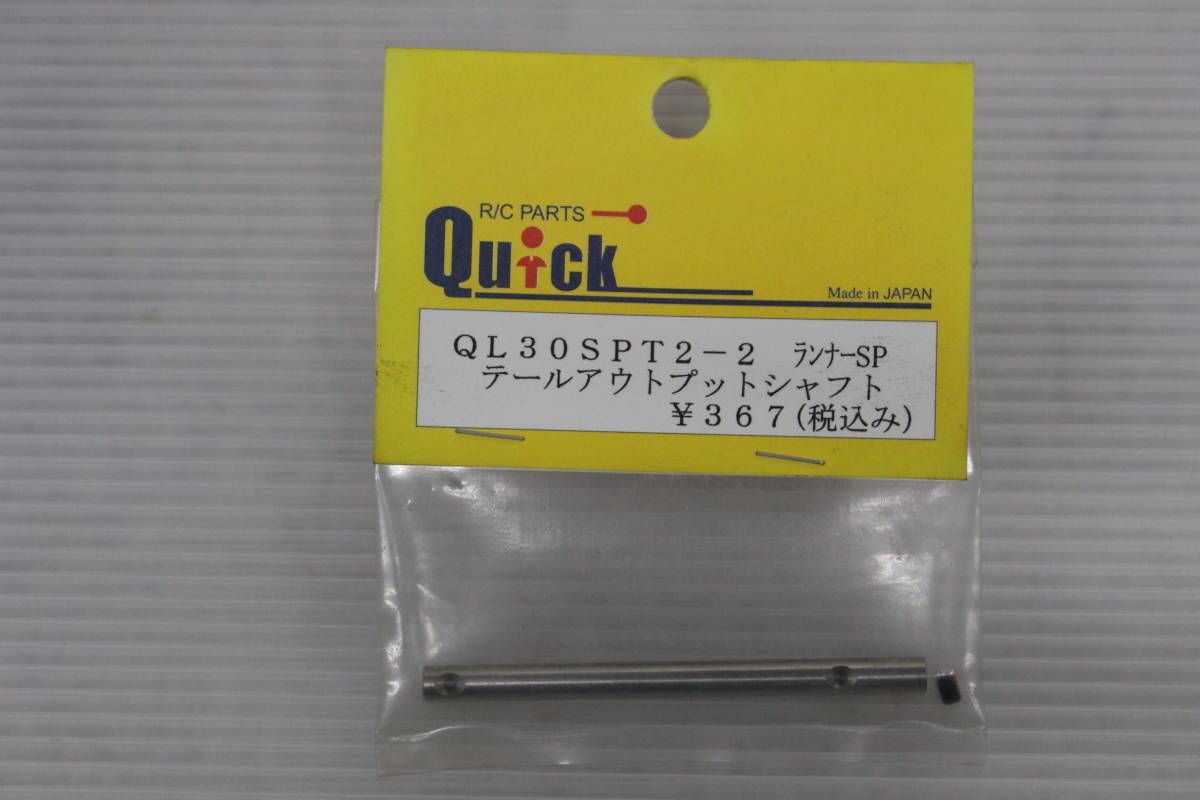 R/C PARTS
Quick
Made in JAPAN
QL30SPT2-2 ランナーSP
テールアウトプットシャフト
¥367(税込み)